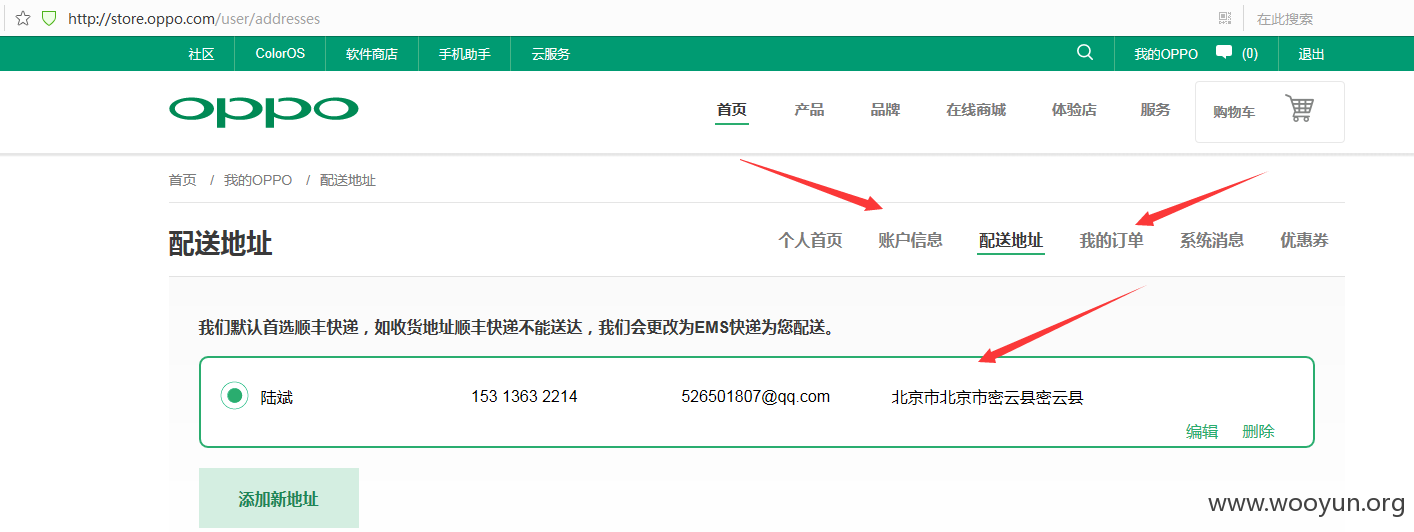 http://store.oppo.com/user/addresses 在此搜索
社区 ColorOS 软件商店 手机助手 云服务 我的OPPO (0) 退出
oppo 首页 产品 品牌 在线商城 体验店 服务 购物车
首页 / 我的OPPO / 配送地址
配送地址 个人首页 账户信息 配送地址 我的订单 系统消息 优惠券
我们默认首选顺丰快递，如收货地址顺丰快递不能送达，我们会更改为EMS快递为您配送。
陆斌 153 1363 2214 526501807@qq.com 北京市北京市密云县密云县
编辑 删除
添加新地址
www.wooyun.org